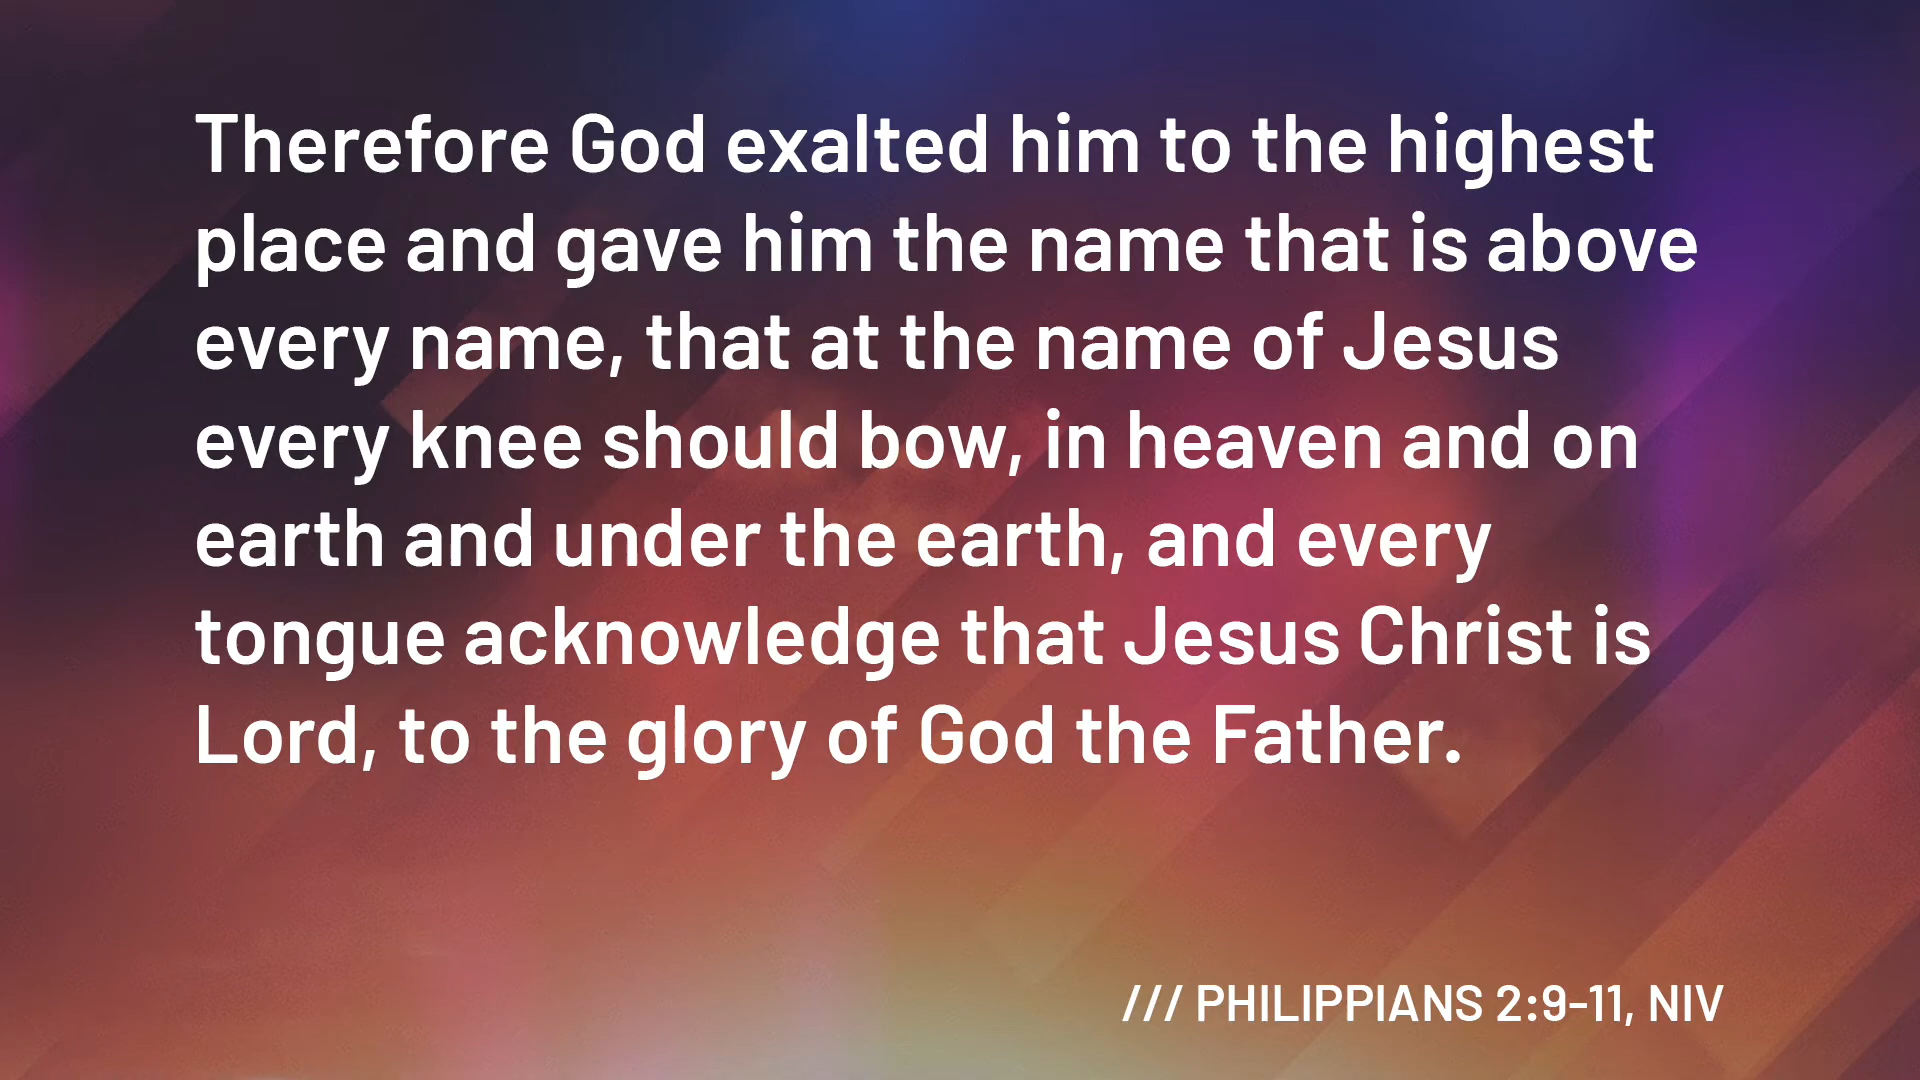 Therefore God exalted him to the highest
place and gave him the name that is above
every name, that at the name of Jesus
every knee should bow, in heaven and on
earth and under the earth, and every
tongue acknowledge that Jesus Christ is
Lord, to the glory of God the Father.
/// PHILIPPIANS 2:9-11, NIV